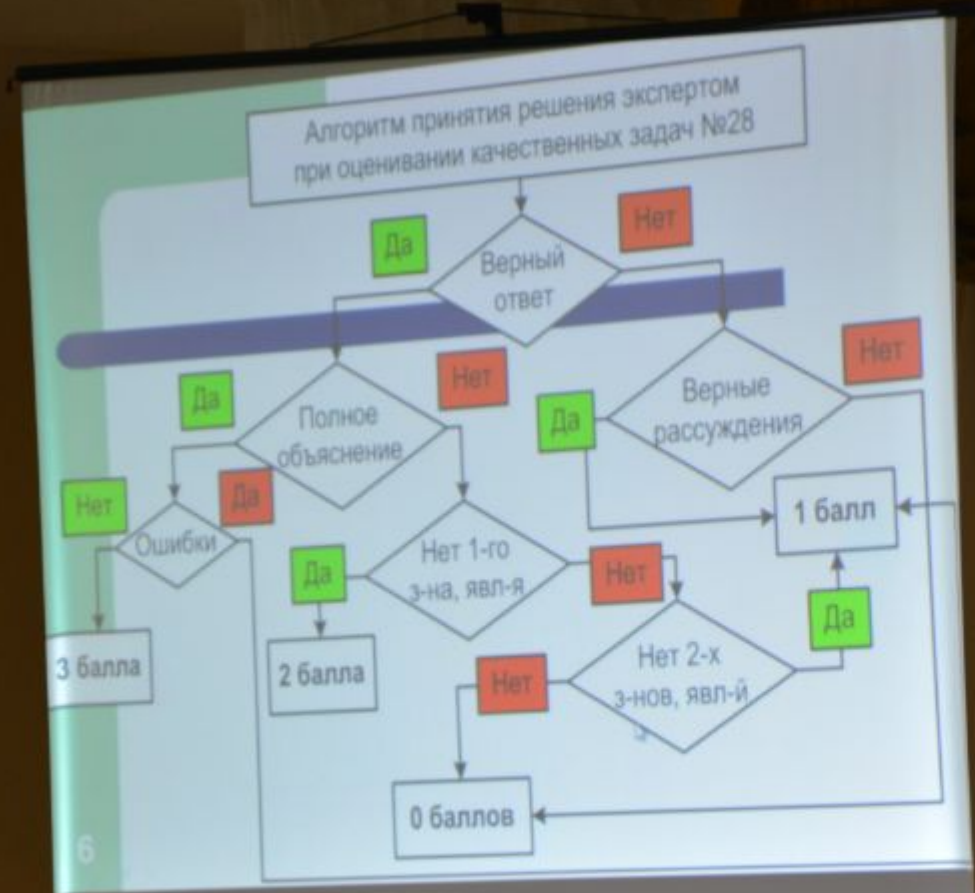 Алгоритм принятия решения экспертом
при оценивании качественных задач №28
Да
Нет
Верный
ответ
Да
Нет
Полное
объяснение
Да
Нет
Верные
рассуждения
Нет
Да
Ошибки
1 балл
Да
Нет 1-го
з-на, явл-я
Нет
Да
3 балла
2 балла
Нет
Нет 2-х
з-нов, явл-й
0 баллов
6